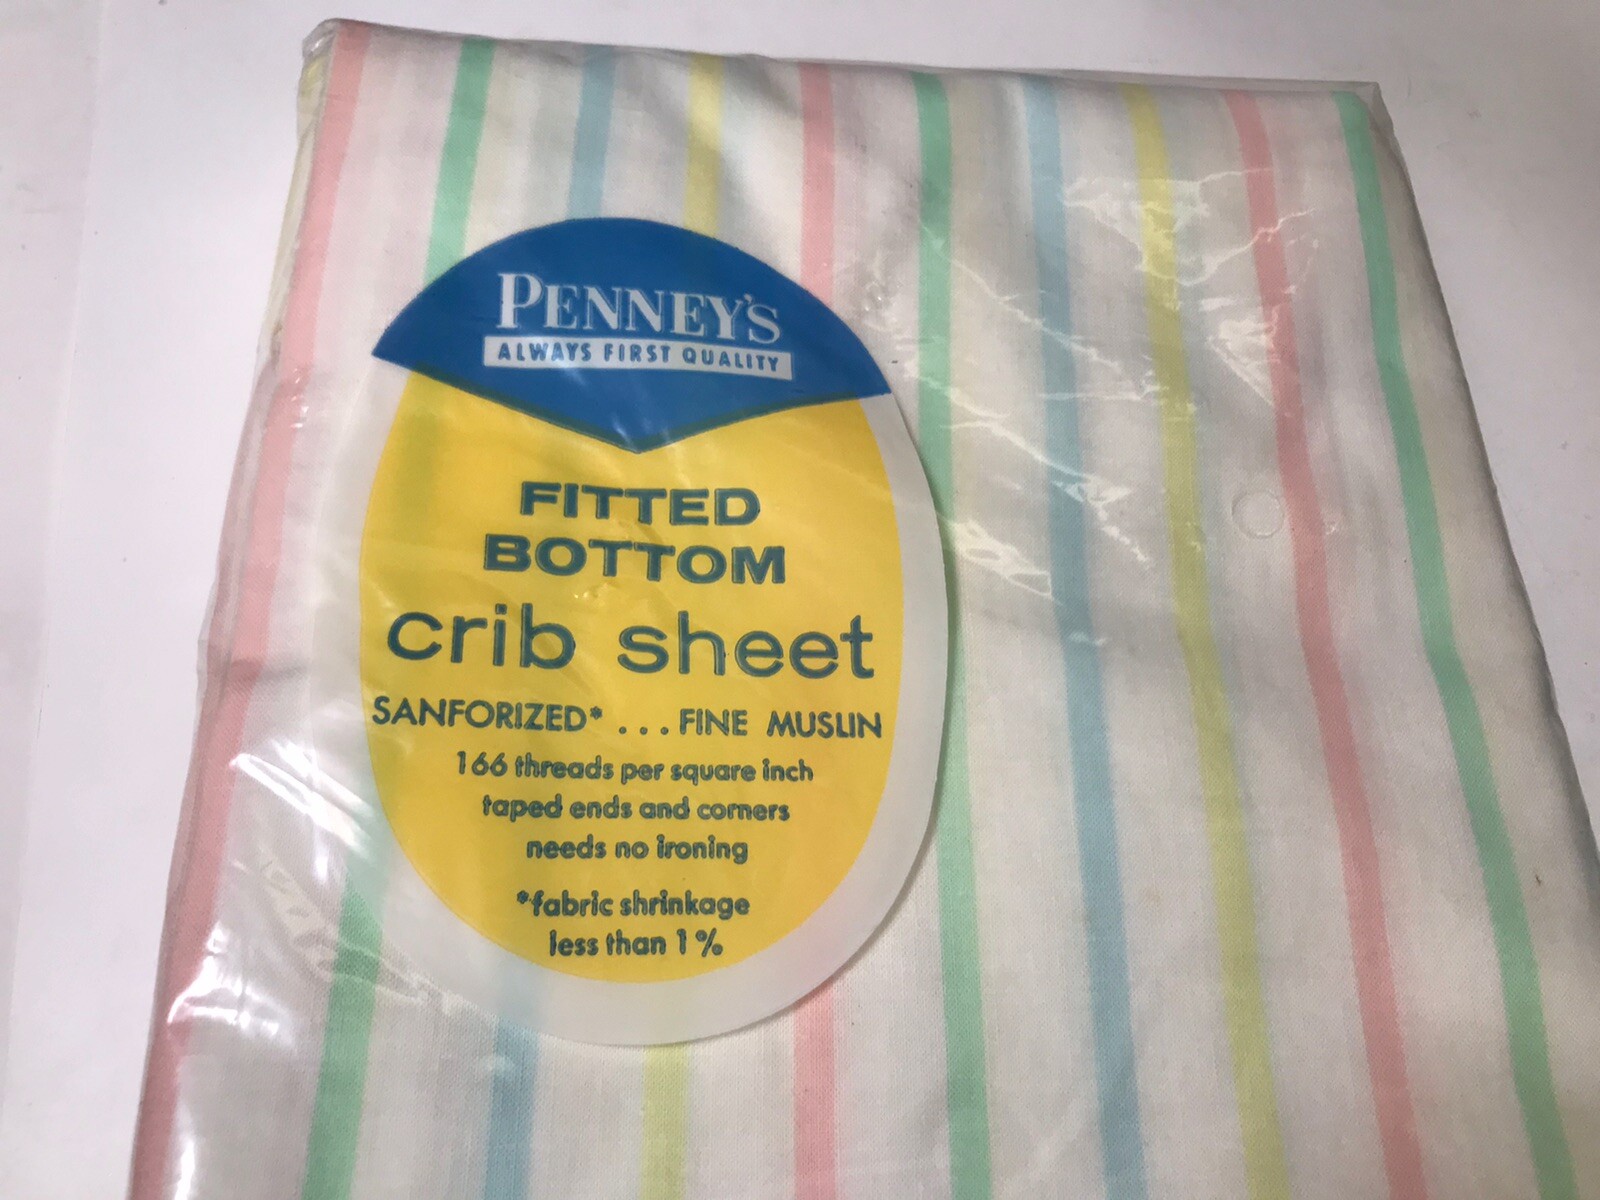 PENNEY'S
ALWAYS FIRST QUALITY
FITTED
BOTTOM
crib sheet
SANFORIZED* ... FINE MUSLIN
166 threads per square inch
taped ends and corners
needs no ironing
*fabric shrinkage
less than 1%